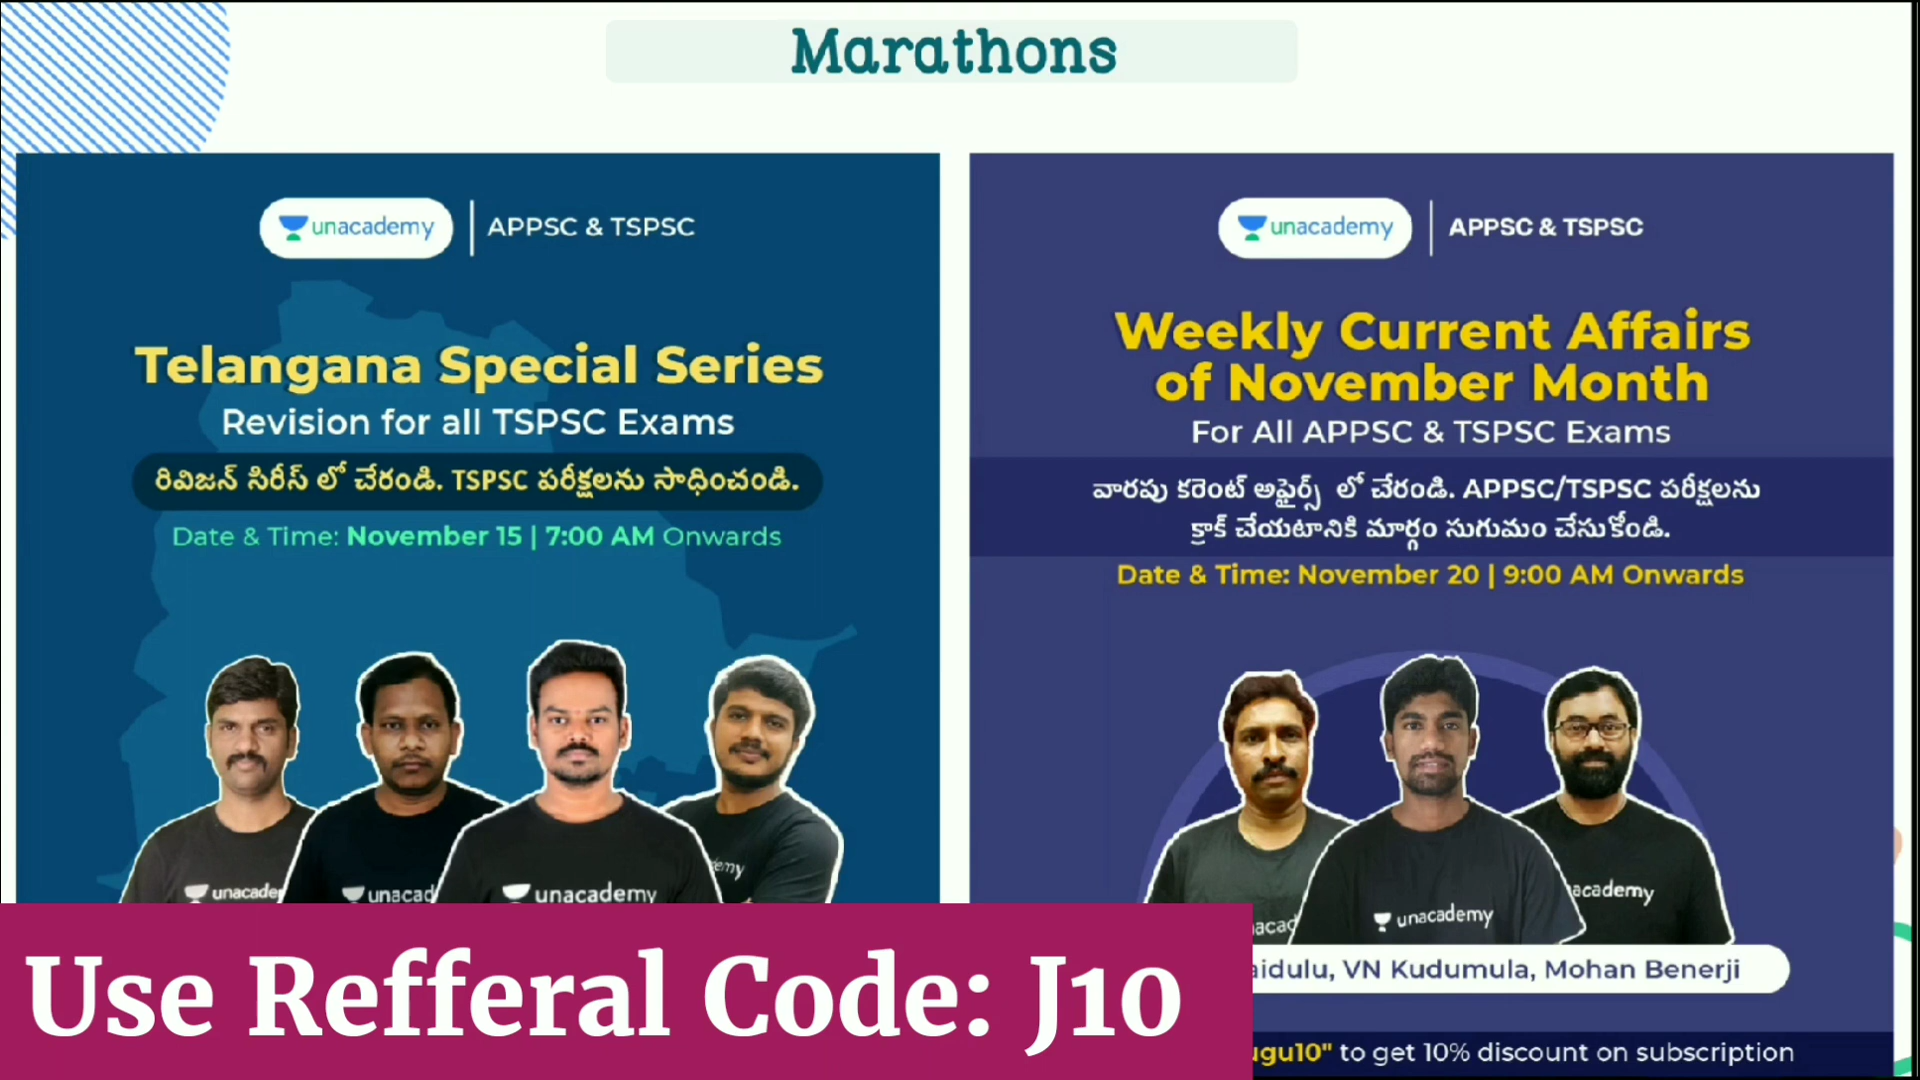 Marathons
unacademy | APPSC & TSPSC
Telangana Special Series
Revision for all TSPSC Exams
రివిజన్ సిరీస్ లో చేరండి. TSPSC పరీక్షలను సాధించండి.
Date & Time: November 15 | 7:00 AM Onwards
unacademy
unacademy | APPSC & TSPSC
Weekly Current Affairs
of November Month
For All APPSC & TSPSC Exams
వారపు కరెంట్ అఫైర్స్ లో చేరండి. APPSC/TSPSC పరీక్షలను
క్రాక్ చేయటానికి మార్గం సుగుమం చేసుకోండి.
Date & Time: November 20 | 9:00 AM Onwards
unacademy
VN Kudumula, Mohan Benerji
to get 10% discount on subscription
Use Refferal Code: J10